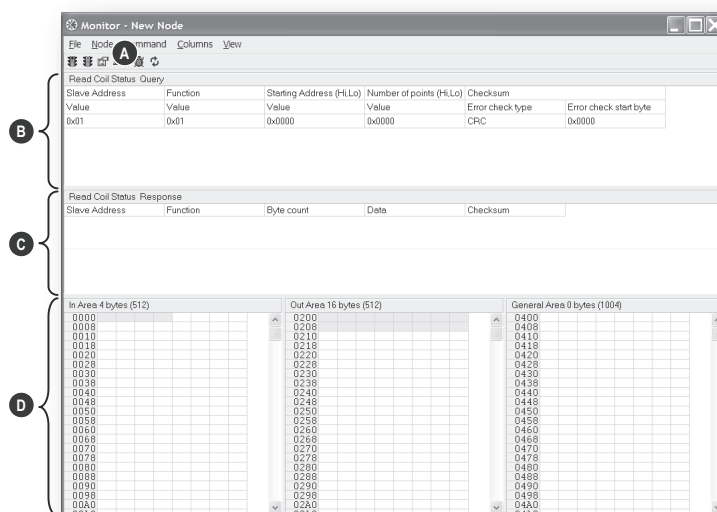 Monitor - New Node
File Node mmand Columns View
A
Read Coil Status Query
Slave Address Function Starting Address (Hi,Lo) Number of points (Hi,Lo) Checksum
Value Value Value Value Error check type Error check start byte
0x01 0x01 0x0000 0x0000 CRC 0x0000
B
Read Coil Status Response
Slave Address Function Byte count Data Checksum
C
In Area 4 bytes (512) Out Area 16 bytes (512) General Area 0 bytes (1004)
0000 0200 0400
0008 0208 0408
0010 0210 0410
0018 0218 0418
0020 0220 0420
0028 0228 0428
0030 0230 0430
0038 0238 0438
0040 0240 0440
0048 0248 0448
0050 0250 0450
0058 0258 0458
0060 0260 0460
0068 0268 0468
0070 0270 0470
0078 0278 0478
0080 0280 0480
0088 0288 0488
0090 0290 0490
0098 0298 0498
00A0 02A0 04A0
D